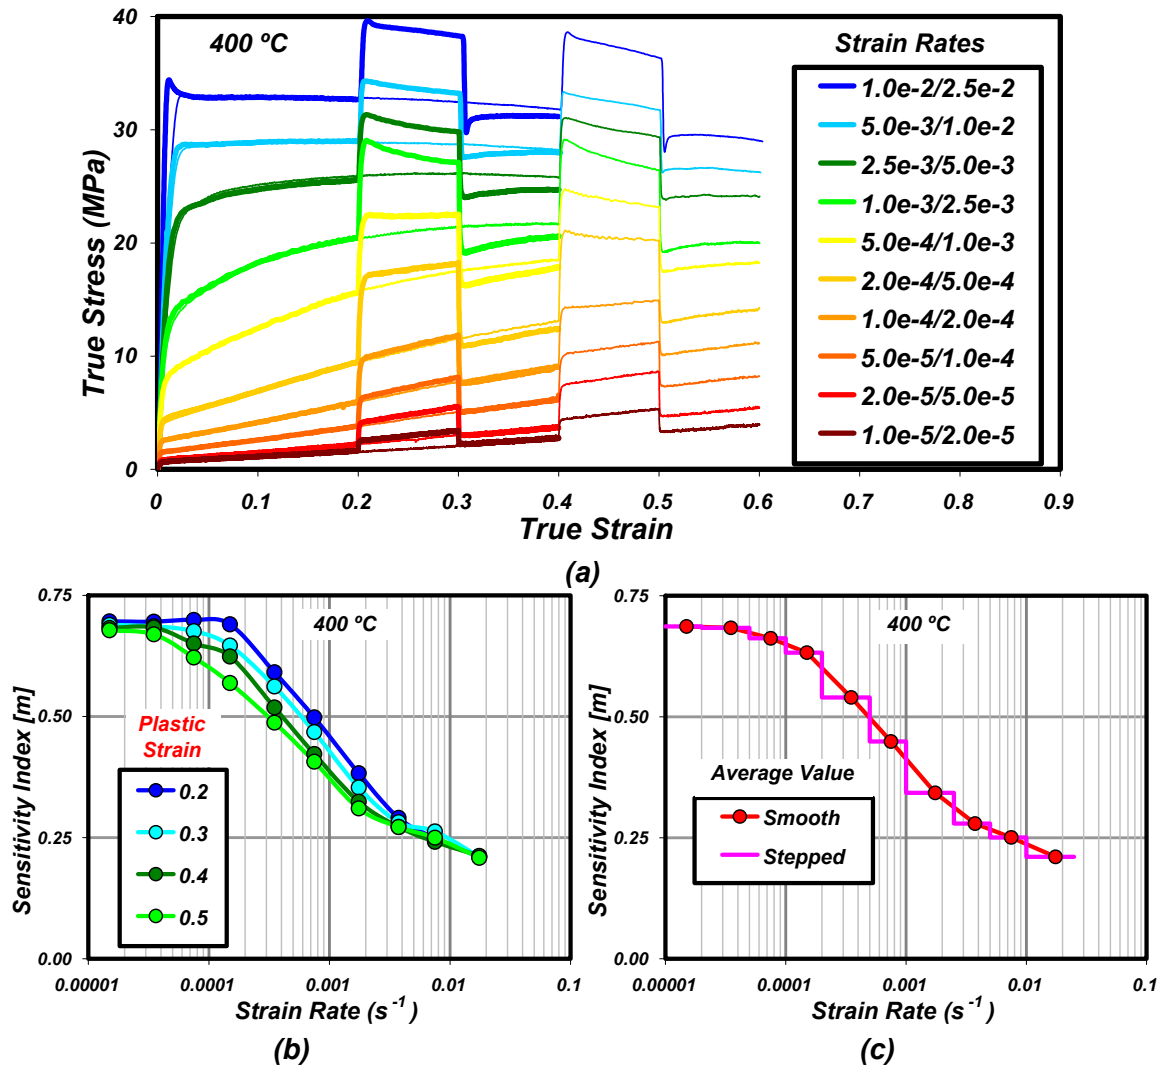 40
30
20
10
0
True Stress (MPa)
400 ºC
Strain Rates
1.0e-2/2.5e-2
5.0e-3/1.0e-2
2.5e-3/5.0e-3
1.0e-3/2.5e-3
5.0e-4/1.0e-3
2.0e-4/5.0e-4
1.0e-4/2.0e-4
5.0e-5/1.0e-4
2.0e-5/5.0e-5
1.0e-5/2.0e-5
0 0.1 0.2 0.3 0.4 0.5 0.6 0.7 0.8 0.9
True Strain
(a)
0.75
0.50
0.25
0.00
Sensitivity Index [m]
400 ºC
Plastic
Strain
0.2
0.3
0.4
0.5
0.00001 0.0001 0.001 0.01 0.1
Strain Rate (s⁻¹)
(b)
0.75
0.50
0.25
0.00
Sensitivity Index [m]
400 ºC
Average Value
Smooth
Stepped
0.00001 0.0001 0.001 0.01 0.1
Strain Rate (s⁻¹)
(c)